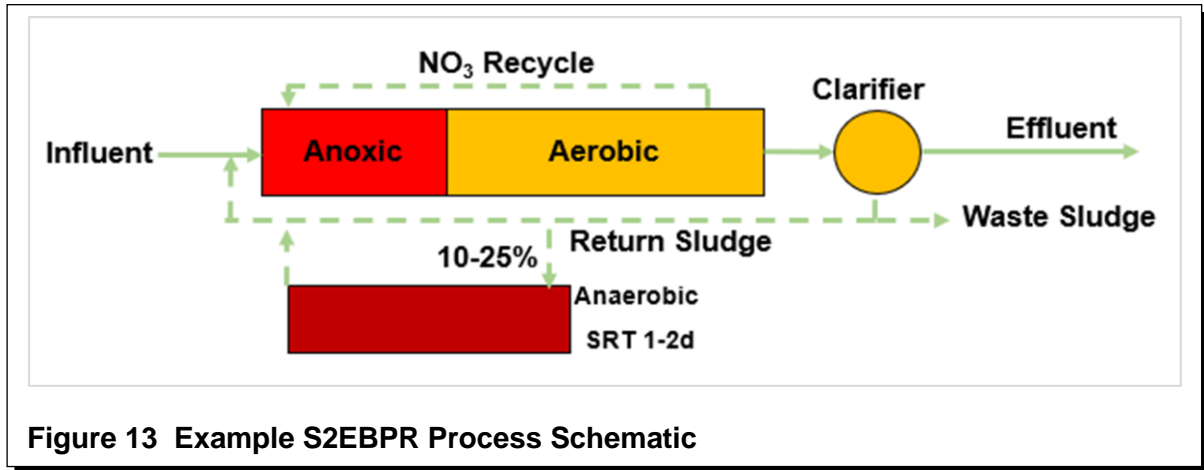 NO₃ Recycle
Clarifier
Influent
Anoxic
Aerobic
Effluent
Waste Sludge
Return Sludge
10-25%
Anaerobic
SRT 1-2d
Figure 13 Example S2EBPR Process Schematic